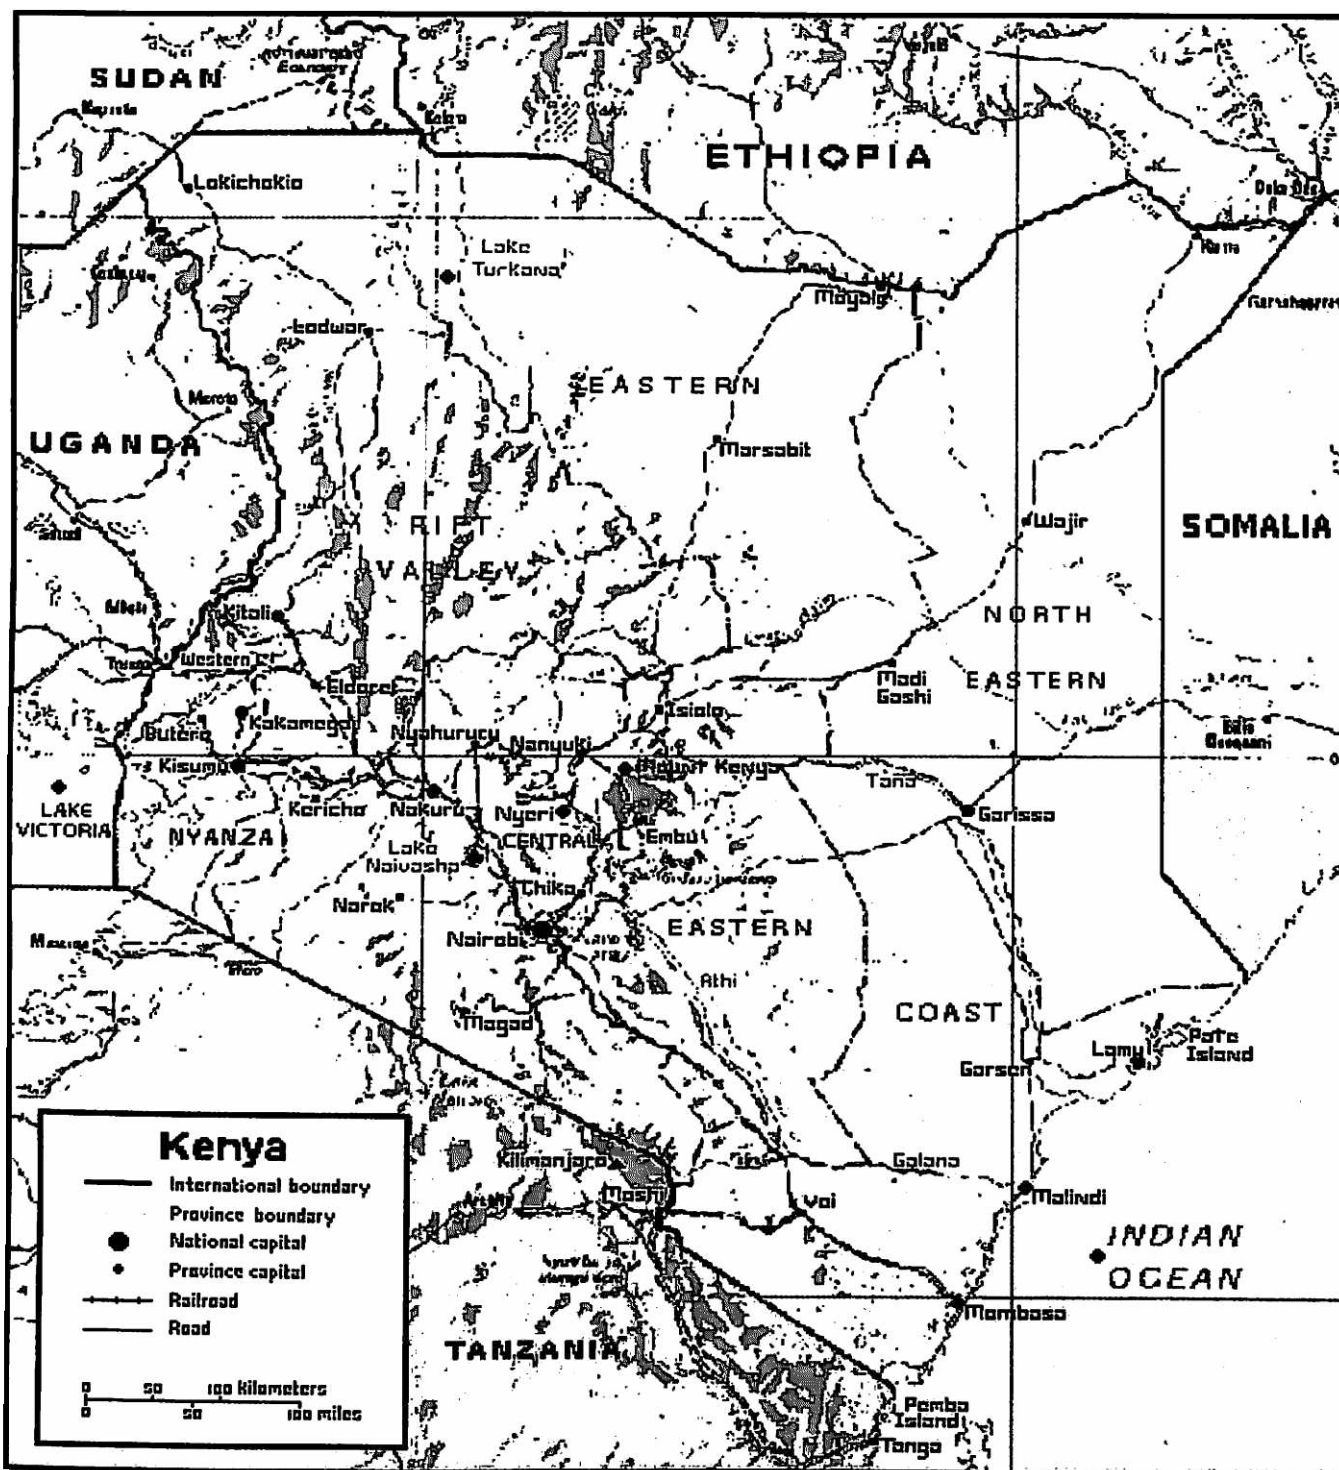 SUDAN
ETHIOPIA
Lokichokio
Lake
Turkana
Lodwar
EASTERN
Moroto
UGANDA
Marsabit
RIFT
Wajir
SOMALIA
VALLEY
Kitali
NORTH
Western
Eldoret
Madi
Gashi
EASTERN
Isiolo
Kakamega
Nyahurucu
Nanyuki
Kisumu
Mount Kenya
Tana
LAKE
VICTORIA
Kericho
Nakuru
Nyeri
Garissa
NYANZA
CENTRAL
Embu
Lake
Naivasha
Narok
Thika
EASTERN
Nairobi
Athi
Magad
COAST
Pate
Island
Lamu
Garsen
Kilimanjaro
Galana
Moshi
Voi
Malindi
INDIAN
OCEAN
Mombasa
TANZANIA
Pemba
Island
Tanga
Kenya
International boundary
Province boundary
National capital
Province capital
Railroad
Road
0 50 100 kilometers
0 50 100 miles